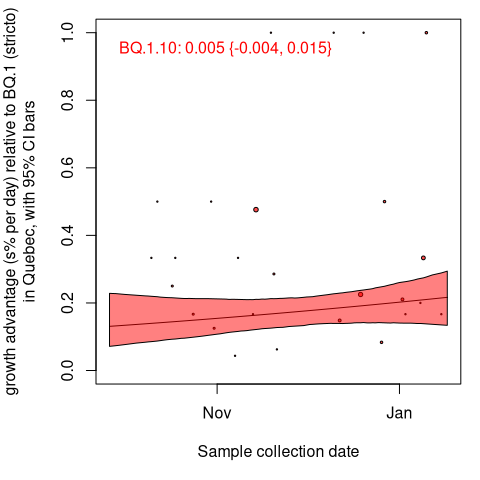 growth advantage (s% per day) relative to BQ.1 (stricto)
in Quebec, with 95% CI bars
BQ.1.10: 0.005 {-0.004, 0.015}
1.0
0.8
0.6
0.4
0.2
0.0
Nov
Jan
Sample collection date